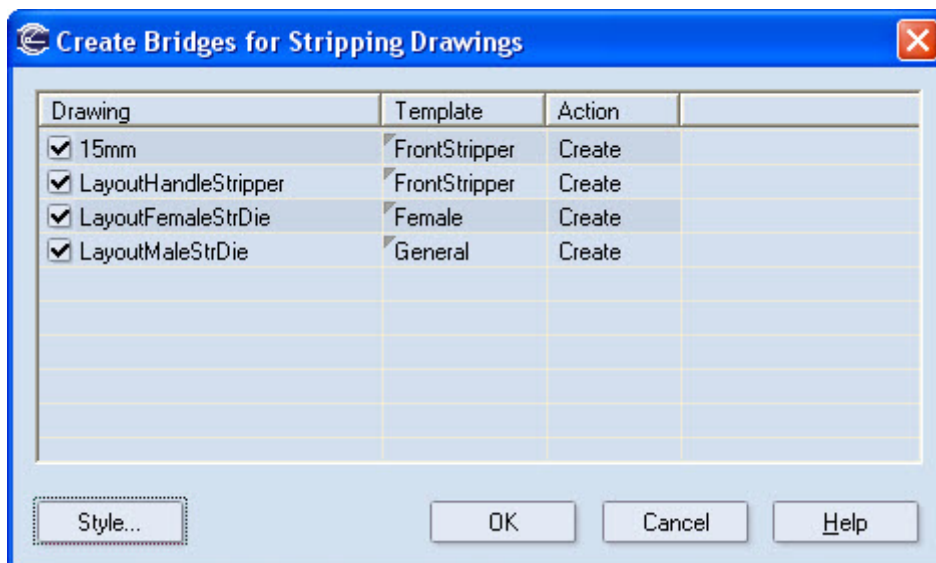 Create Bridges for Stripping Drawings
Drawing Template Action
15mm FrontStripper Create
LayoutHandleStripper FrontStripper Create
LayoutFemaleStrDie Female Create
LayoutMaleStrDie General Create
Style... OK Cancel Help